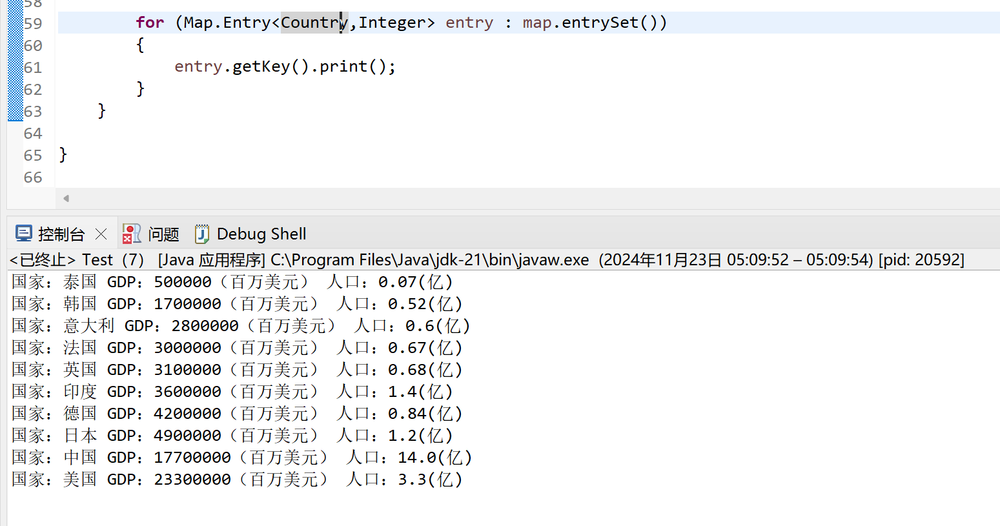 58
59 for (Map.Entry<Country,Integer> entry : map.entrySet())
60 {
61 entry.getKey().print();
62 }
63 }
64
65 }
66
控制台 问题 Debug Shell
<已终止> Test（7） [Java 应用程序] C:\Program Files\Java\jdk-21\bin\javaw.exe （2024年11月23日 05:09:52 – 05:09:54) [pid: 20592]
国家：泰国 GDP：500000（百万美元） 人口：0.07(亿)
国家：韩国 GDP：1700000（百万美元） 人口：0.52(亿)
国家：意大利 GDP：2800000（百万美元） 人口：0.6(亿)
国家：法国 GDP：3000000（百万美元） 人口：0.67(亿)
国家：英国 GDP：3100000（百万美元） 人口：0.68(亿)
国家：印度 GDP：3600000（百万美元） 人口：1.4(亿)
国家：德国 GDP：4200000（百万美元） 人口：0.84(亿)
国家：日本 GDP：4900000（百万美元） 人口：1.2(亿)
国家：中国 GDP：17700000（百万美元） 人口：14.0(亿)
国家：美国 GDP：23300000（百万美元） 人口：3.3(亿)